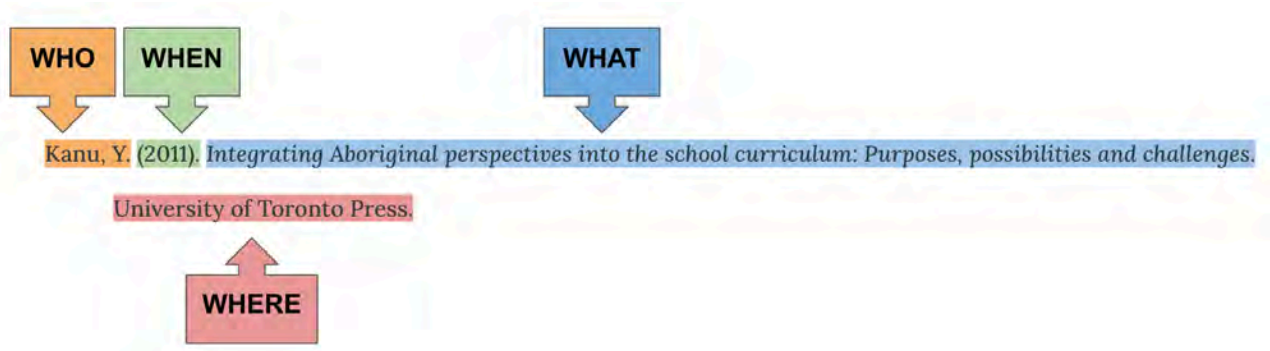 WHO WHEN WHAT
Kanu, Y. (2011). Integrating Aboriginal perspectives into the school curriculum: Purposes, possibilities and challenges.
University of Toronto Press.
WHERE